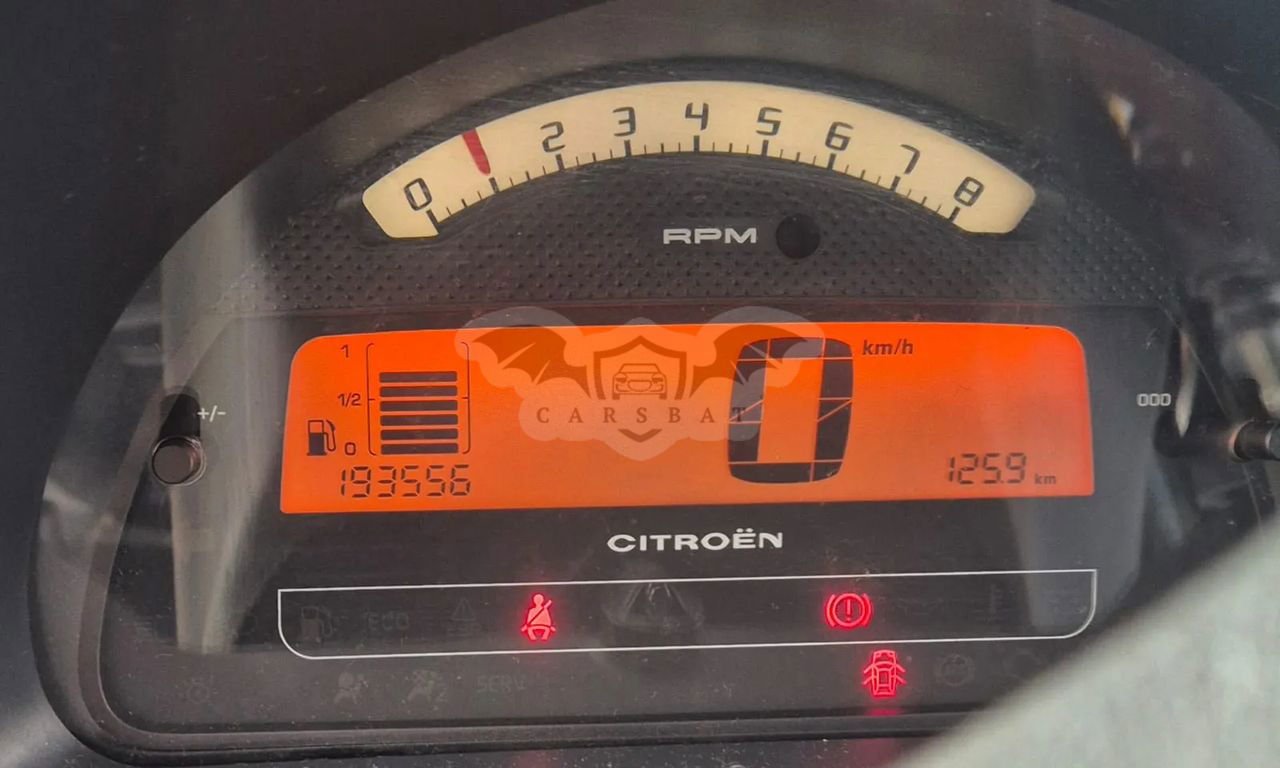 0 2 3 4 5 6 7 8
RPM
1
km/h
1/2
+/-
000
CARSBAT
0
0
193556
125.9 km
CITROËN
ECO
SERV